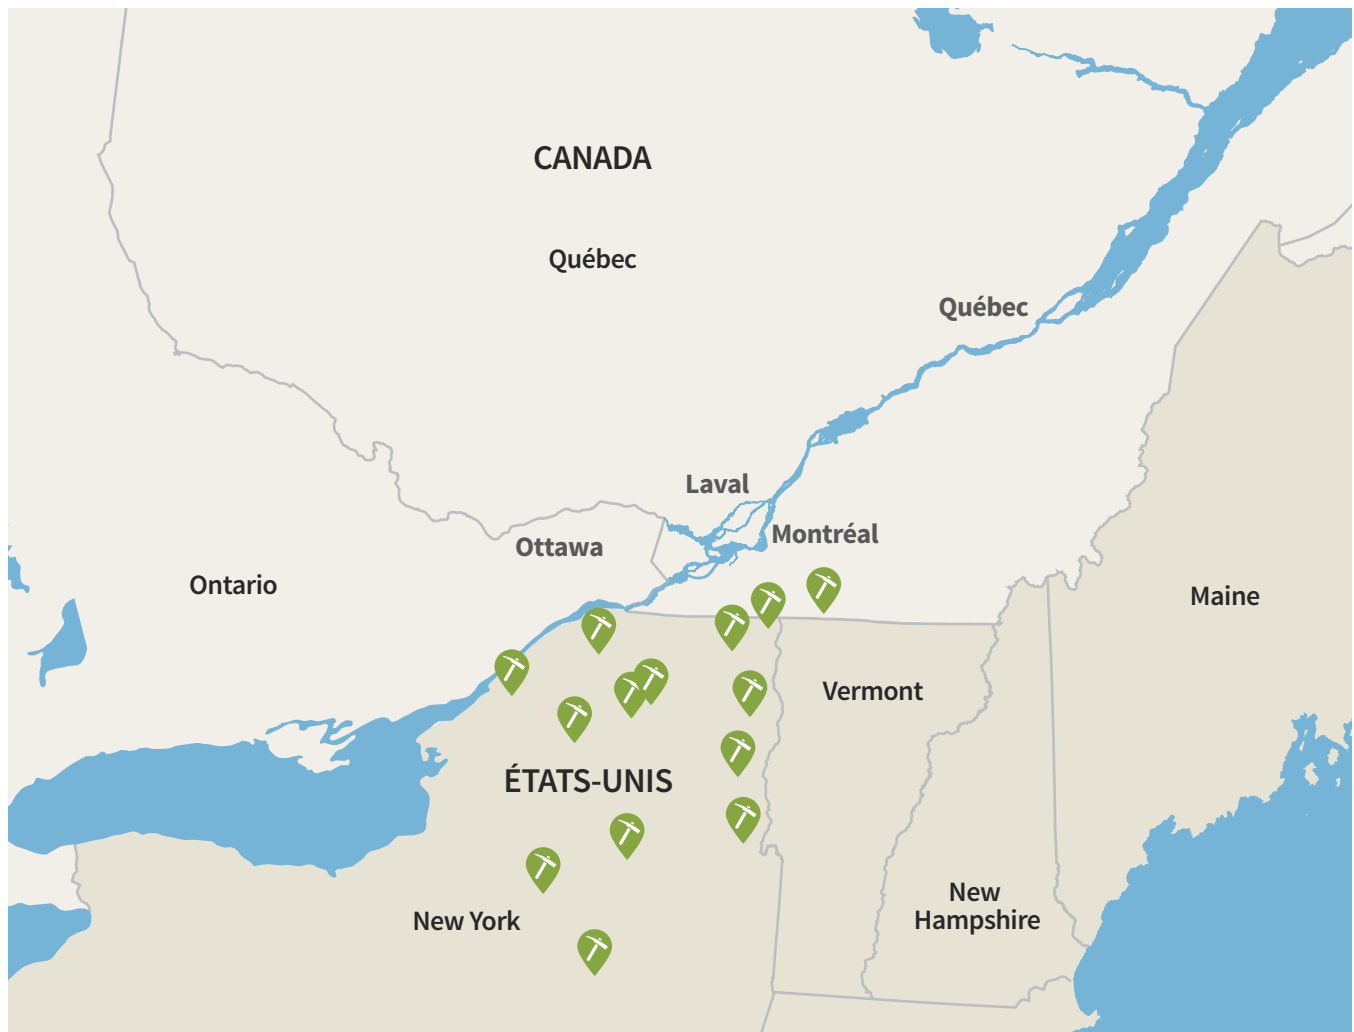 CANADA
Québec
Québec
Laval
Montréal
Ottawa
Ontario
Maine
Vermont
ÉTATS-UNIS
New York
New
Hampshire